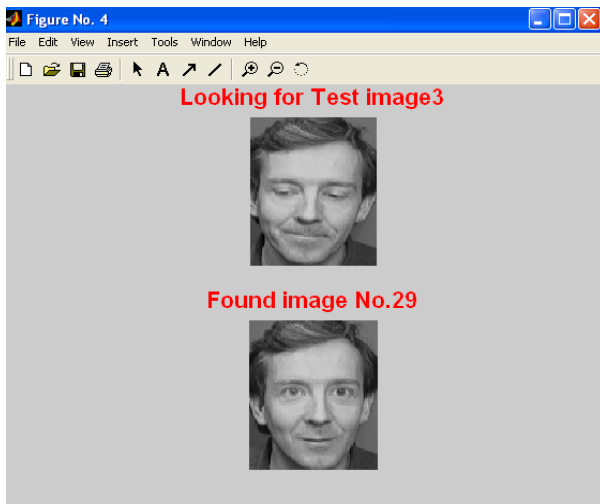 Figure No. 4
File Edit View Insert Tools Window Help
A
Looking for Test image3
Found image No.29